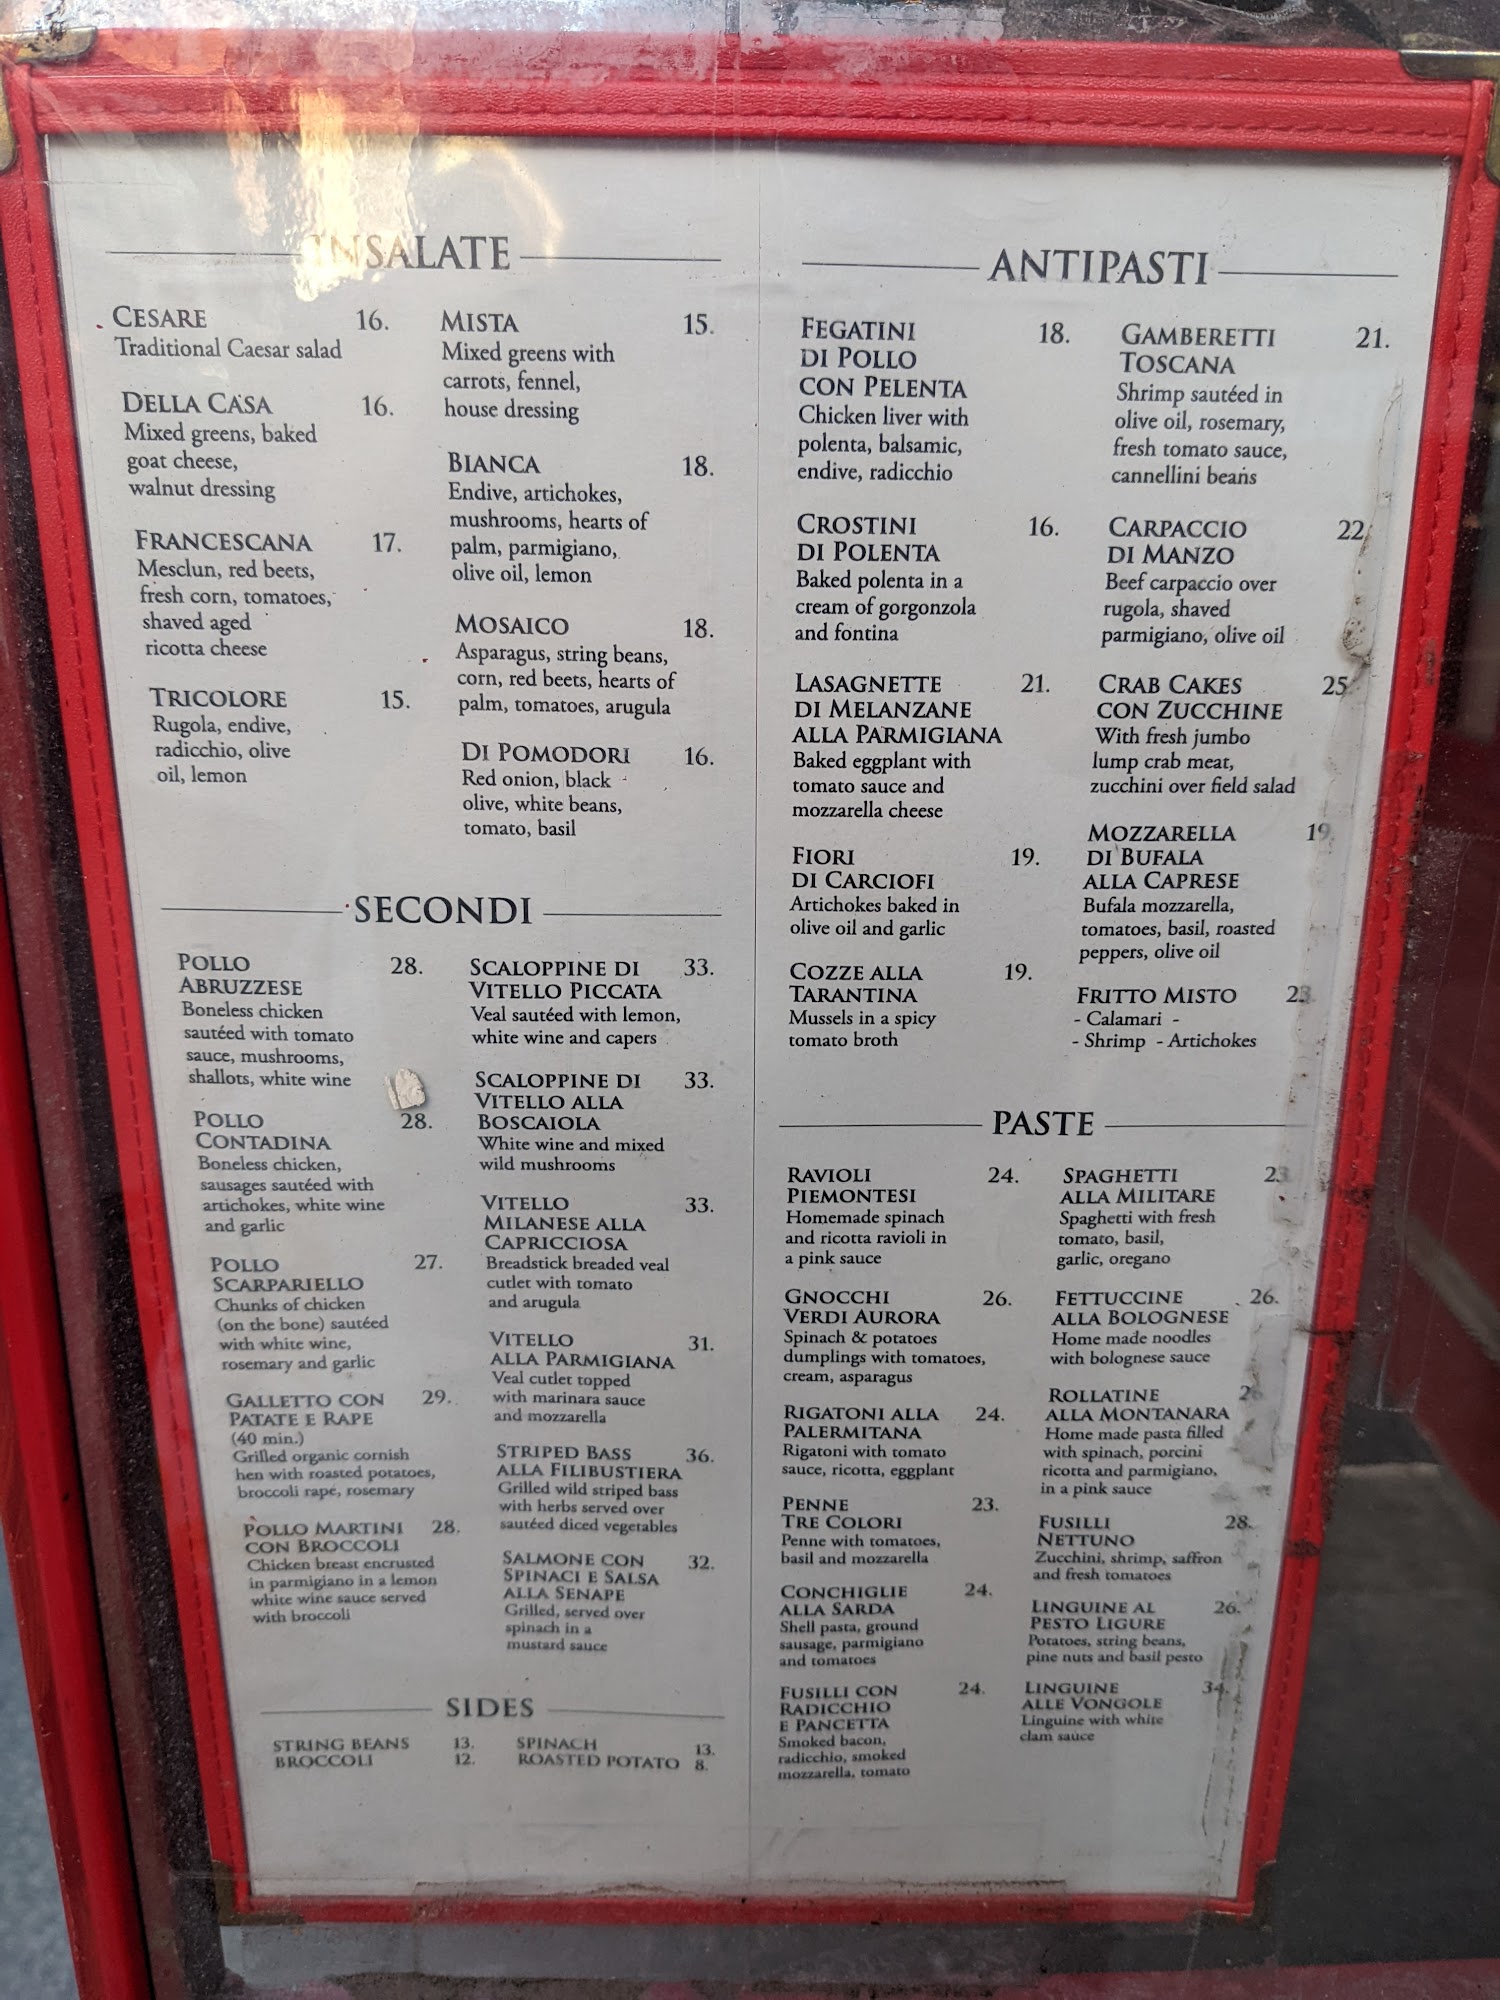 INSALATE
CESARE 16.
Traditional Caesar salad
DELLA CASA 16.
Mixed greens, baked
goat cheese,
walnut dressing
FRANCESCANA 17.
Mesclun, red beets,
fresh corn, tomatoes,
shaved aged
ricotta cheese
TRICOLORE 15.
Rugola, endive,
radicchio, olive
oil, lemon
MISTA 15.
Mixed greens with
carrots, fennel,
house dressing
BIANCA 18.
Endive, artichokes,
mushrooms, hearts of
palm, parmigiano,
olive oil, lemon
MOSAICO 18.
Asparagus, string beans,
corn, red beets, hearts of
palm, tomatoes, arugula
DI POMODORI 16.
Red onion, black
olive, white beans,
tomato, basil
SECONDI
POLLO 28.
ABRUZZESE
Boneless chicken
sautéed with tomato
sauce, mushrooms,
shallots, white wine
POLLO 28.
CONTADINA
Boneless chicken,
sausages sautéed with
artichokes, white wine
and garlic
POLLO 27.
SCARPARIELLO
Chunks of chicken
(on the bone) sautéed
with white wine,
rosemary and garlic
GALLETTO CON 29.
PATATE E RAPE
(40 min.)
Grilled organic cornish
hen with roasted potatoes,
broccoli rape, rosemary
POLLO MARTINI 28.
CON BROCCOLI
Chicken breast encrusted
in parmigiano in a lemon
white wine sauce served
with broccoli
SCALOPPINE DI 33.
VITELLO PICCATA
Veal sautéed with lemon,
white wine and capers
SCALOPPINE DI 33.
VITELLO ALLA
BOSCAIOLA
White wine and mixed
wild mushrooms
VITELLO 33.
MILANESE ALLA
CAPRICCIOSA
Breadstick breaded veal
cutlet with tomato
and arugula
VITELLO 31.
ALLA PARMIGIANA
Veal cutlet topped
with marinara sauce
and mozzarella
STRIPED BASS 36.
ALLA FILIBUSTIERA
Grilled wild striped bass
with herbs served over
sautéed diced vegetables
SALMONE CON 32.
SPINACI E SALSA
ALLA SENAPE
Grilled, served over
spinach in a
mustard sauce
SIDES
STRING BEANS 13.
BROCCOLI 12.
SPINACH 13.
ROASTED POTATO 8.
ANTIPASTI
FEGATINI 18.
DI POLLO
CON PELENTA
Chicken liver with
polenta, balsamic,
endive, radicchio
CROSTINI 16.
DI POLENTA
Baked polenta in a
cream of gorgonzola
and fontina
LASAGNETTE 21.
DI MELANZANE
ALLA PARMIGIANA
Baked eggplant with
tomato sauce and
mozzarella cheese
FIORI 19.
DI CARCIOFI
Artichokes baked in
olive oil and garlic
COZZE ALLA 19.
TARANTINA
Mussels in a spicy
tomato broth
GAMBERETTI 21.
TOSCANA
Shrimp sautéed in
olive oil, rosemary,
fresh tomato sauce,
cannellini beans
CARPACCIO 22
DI MANZO
Beef carpaccio over
rugola, shaved
parmigiano, olive oil
CRAB CAKES 25
CON ZUCCHINE
With fresh jumbo
lump crab meat,
zucchini over field salad
MOZZARELLA 19.
DI BUFALA
ALLA CAPRESE
Bufala mozzarella,
tomatoes, basil, roasted
peppers, olive oil
FRITTO MISTO
- Calamari -
- Shrimp - Artichokes
PASTE
RAVIOLI 24.
PIEMONTESI
Homemade spinach
and ricotta ravioli in
a pink sauce
GNOCCHI 26.
VERDI AURORA
Spinach & potatoes
dumplings with tomatoes,
cream, asparagus
RIGATONI ALLA 24.
PALERMITANA
Rigatoni with tomato
sauce, ricotta, eggplant
PENNE 23.
TRE COLORI
Penne with tomatoes,
basil and mozzarella
CONCHIGLIE 24.
ALLA SARDA
Shell pasta, ground
sausage, parmigiano
and tomatoes
FUSILLI CON 24.
RADICCHIO
E PANCETTA
Smoked bacon,
radicchio, smoked
mozzarella, tomato
SPAGHETTI 23
ALLA MILITARE
Spaghetti with fresh
tomato, basil,
garlic, oregano
FETTUCCINE 26.
ALLA BOLOGNESE
Home made noodles
with bolognese sauce
ROLLATINE
ALLA MONTANARA
Home made pasta filled
with spinach, porcini
ricotta and parmigiano,
in a pink sauce
FUSILLI 28.
NETTUNO
Zucchini, shrimp, saffron
and fresh tomatoes
LINGUINE AL 26.
PESTO LIGURE
Potatoes, string beans,
pine nuts and basil pesto
LINGUINE 34.
ALLE VONGOLE
Linguine with white
clam sauce